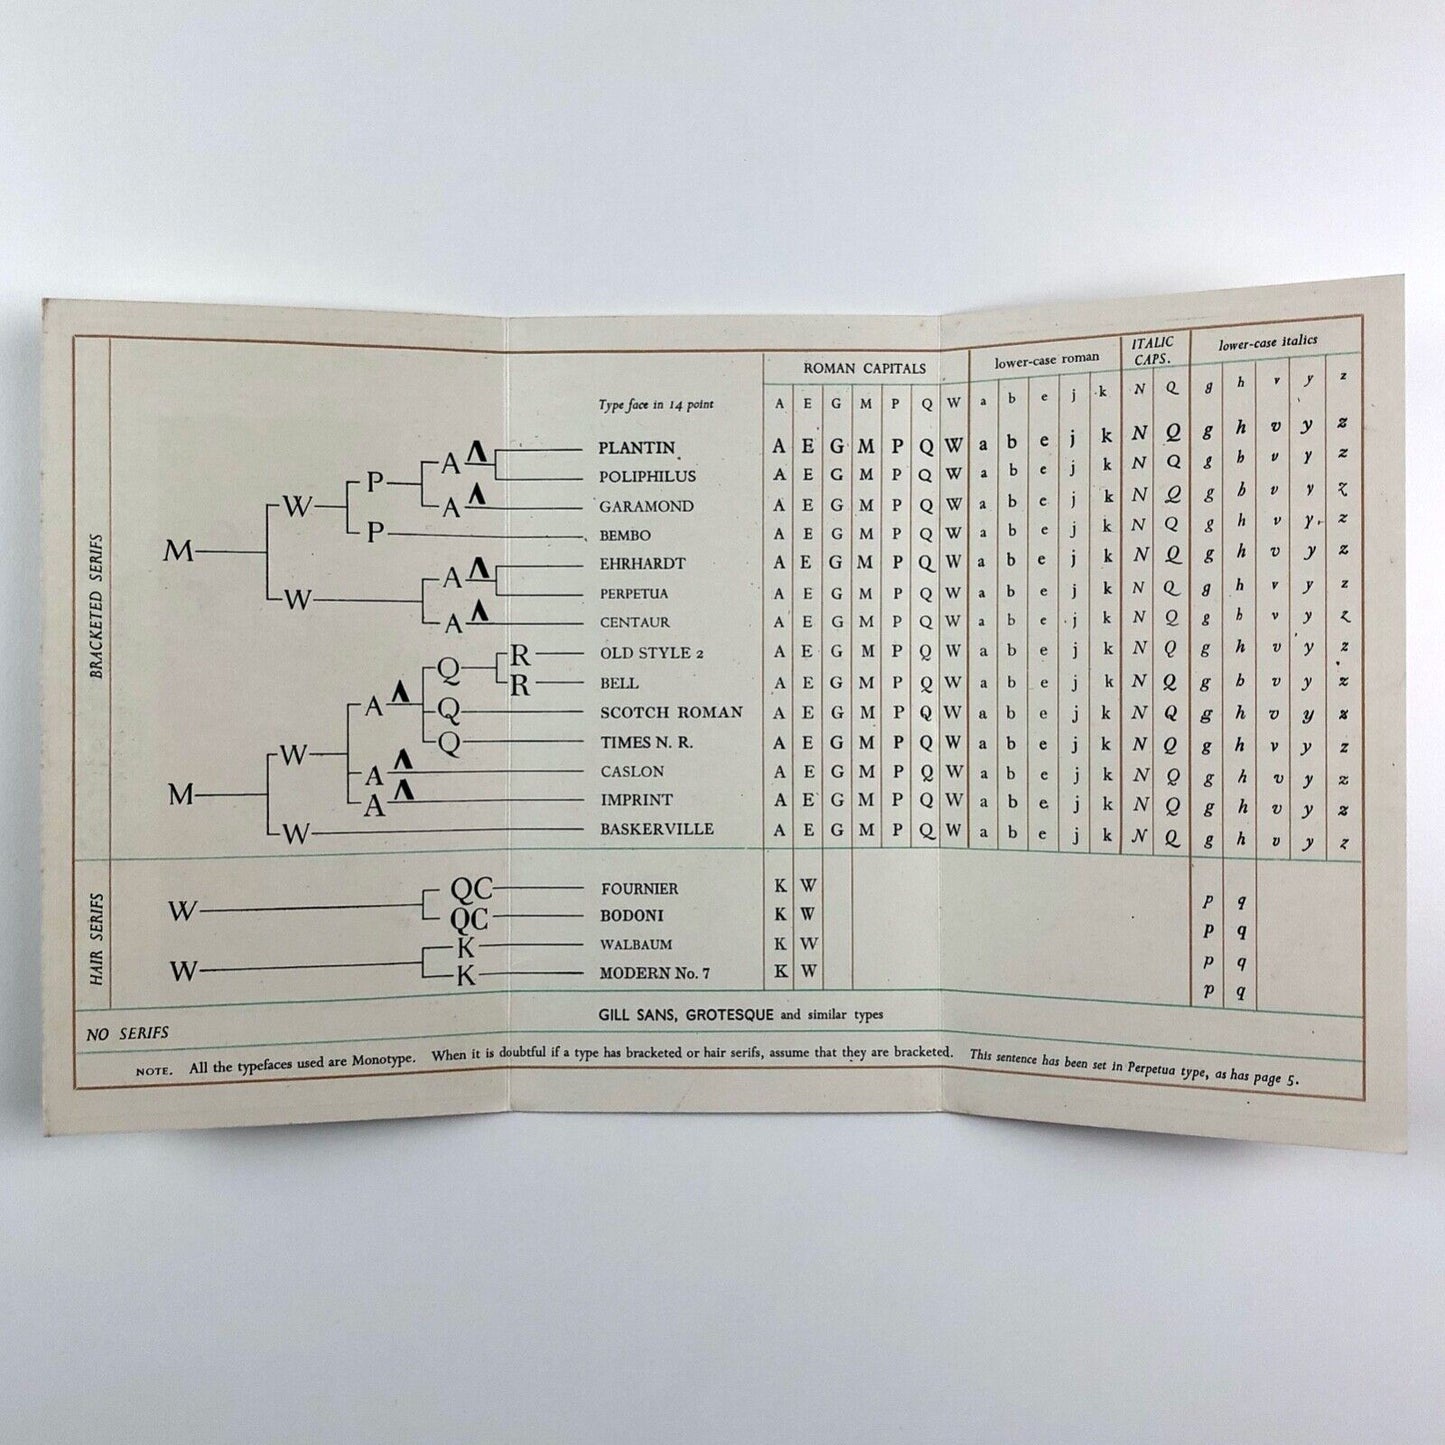 ROMAN CAPITALS lower-case roman ITALIC CAPS. lower-case italics
Type face in 14 point A E G M P Q W a b e j k N Q g h v y z
BRACKETED SERIFS
M W P A Λ PLANTIN A E G M P Q W a b e j k N Q g h v y z
POLIPHILUS A E G M P Q W a b e j k N Q g h v y z
A Λ GARAMOND A E G M P Q W a b e j k N Q g h v y z
P BEMBO A E G M P Q W a b e j k N Q g h v y z
W A Λ EHRHARDT A E G M P Q W a b e j k N Q g h v y z
PERPETUA A E G M P Q W a b e j k N Q g h v y z
A Λ CENTAUR A E G M P Q W a b e j k N Q g h v y z
M W A Λ Q R OLD STYLE 2 A E G M P Q W a b e j k N Q g h v y z
R BELL A E G M P Q W a b e j k N Q g h v y z
Q SCOTCH ROMAN A E G M P Q W a b e j k N Q g h v y z
Q TIMES N. R. A E G M P Q W a b e j k N Q g h v y z
A Λ CASLON A E G M P Q W a b e j k N Q g h v y z
A Λ IMPRINT A E G M P Q W a b e j k N Q g h v y z
W BASKERVILLE A E G M P Q W a b e j k N Q g h v y z
HAIR SERIFS
W QC FOURNIER K W p q
QC BODONI K W p q
W K WALBAUM K W p q
K MODERN No. 7 K W p q
NO SERIFS GILL SANS, GROTESQUE and similar types
NOTE. All the typefaces used are Monotype. When it is doubtful if a type has bracketed or hair serifs, assume that they are bracketed. This sentence has been set in Perpetua type, as has page 5.